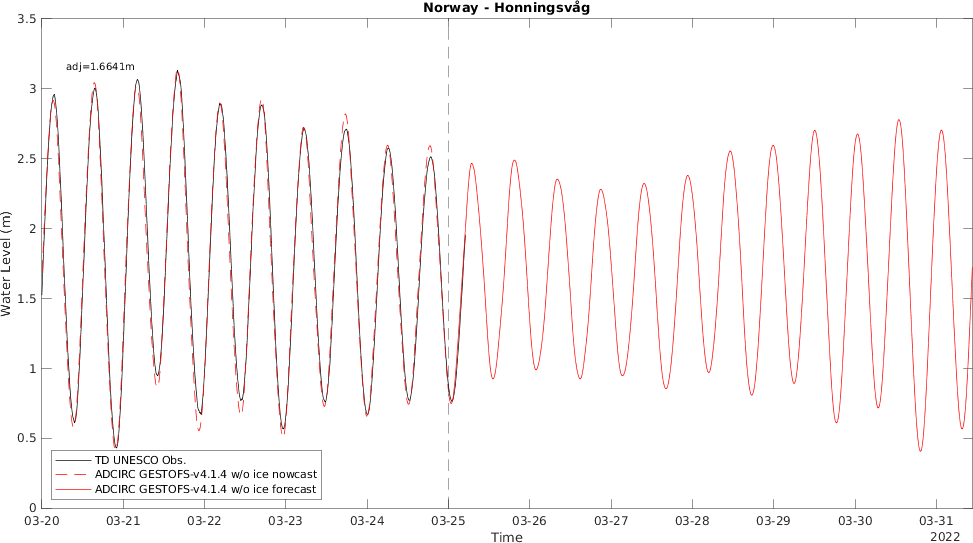 Norway - Honningsvåg
3.5
adj=1.6641m
3
2.5
2
Water Level (m)
1.5
1
0.5
TD UNESCO Obs.
ADCIRC GESTOFS-v4.1.4 w/o ice nowcast
ADCIRC GESTOFS-v4.1.4 w/o ice forecast
0
03-20 03-21 03-22 03-23 03-24 03-25 03-26 03-27 03-28 03-29 03-30 03-31
Time
2022